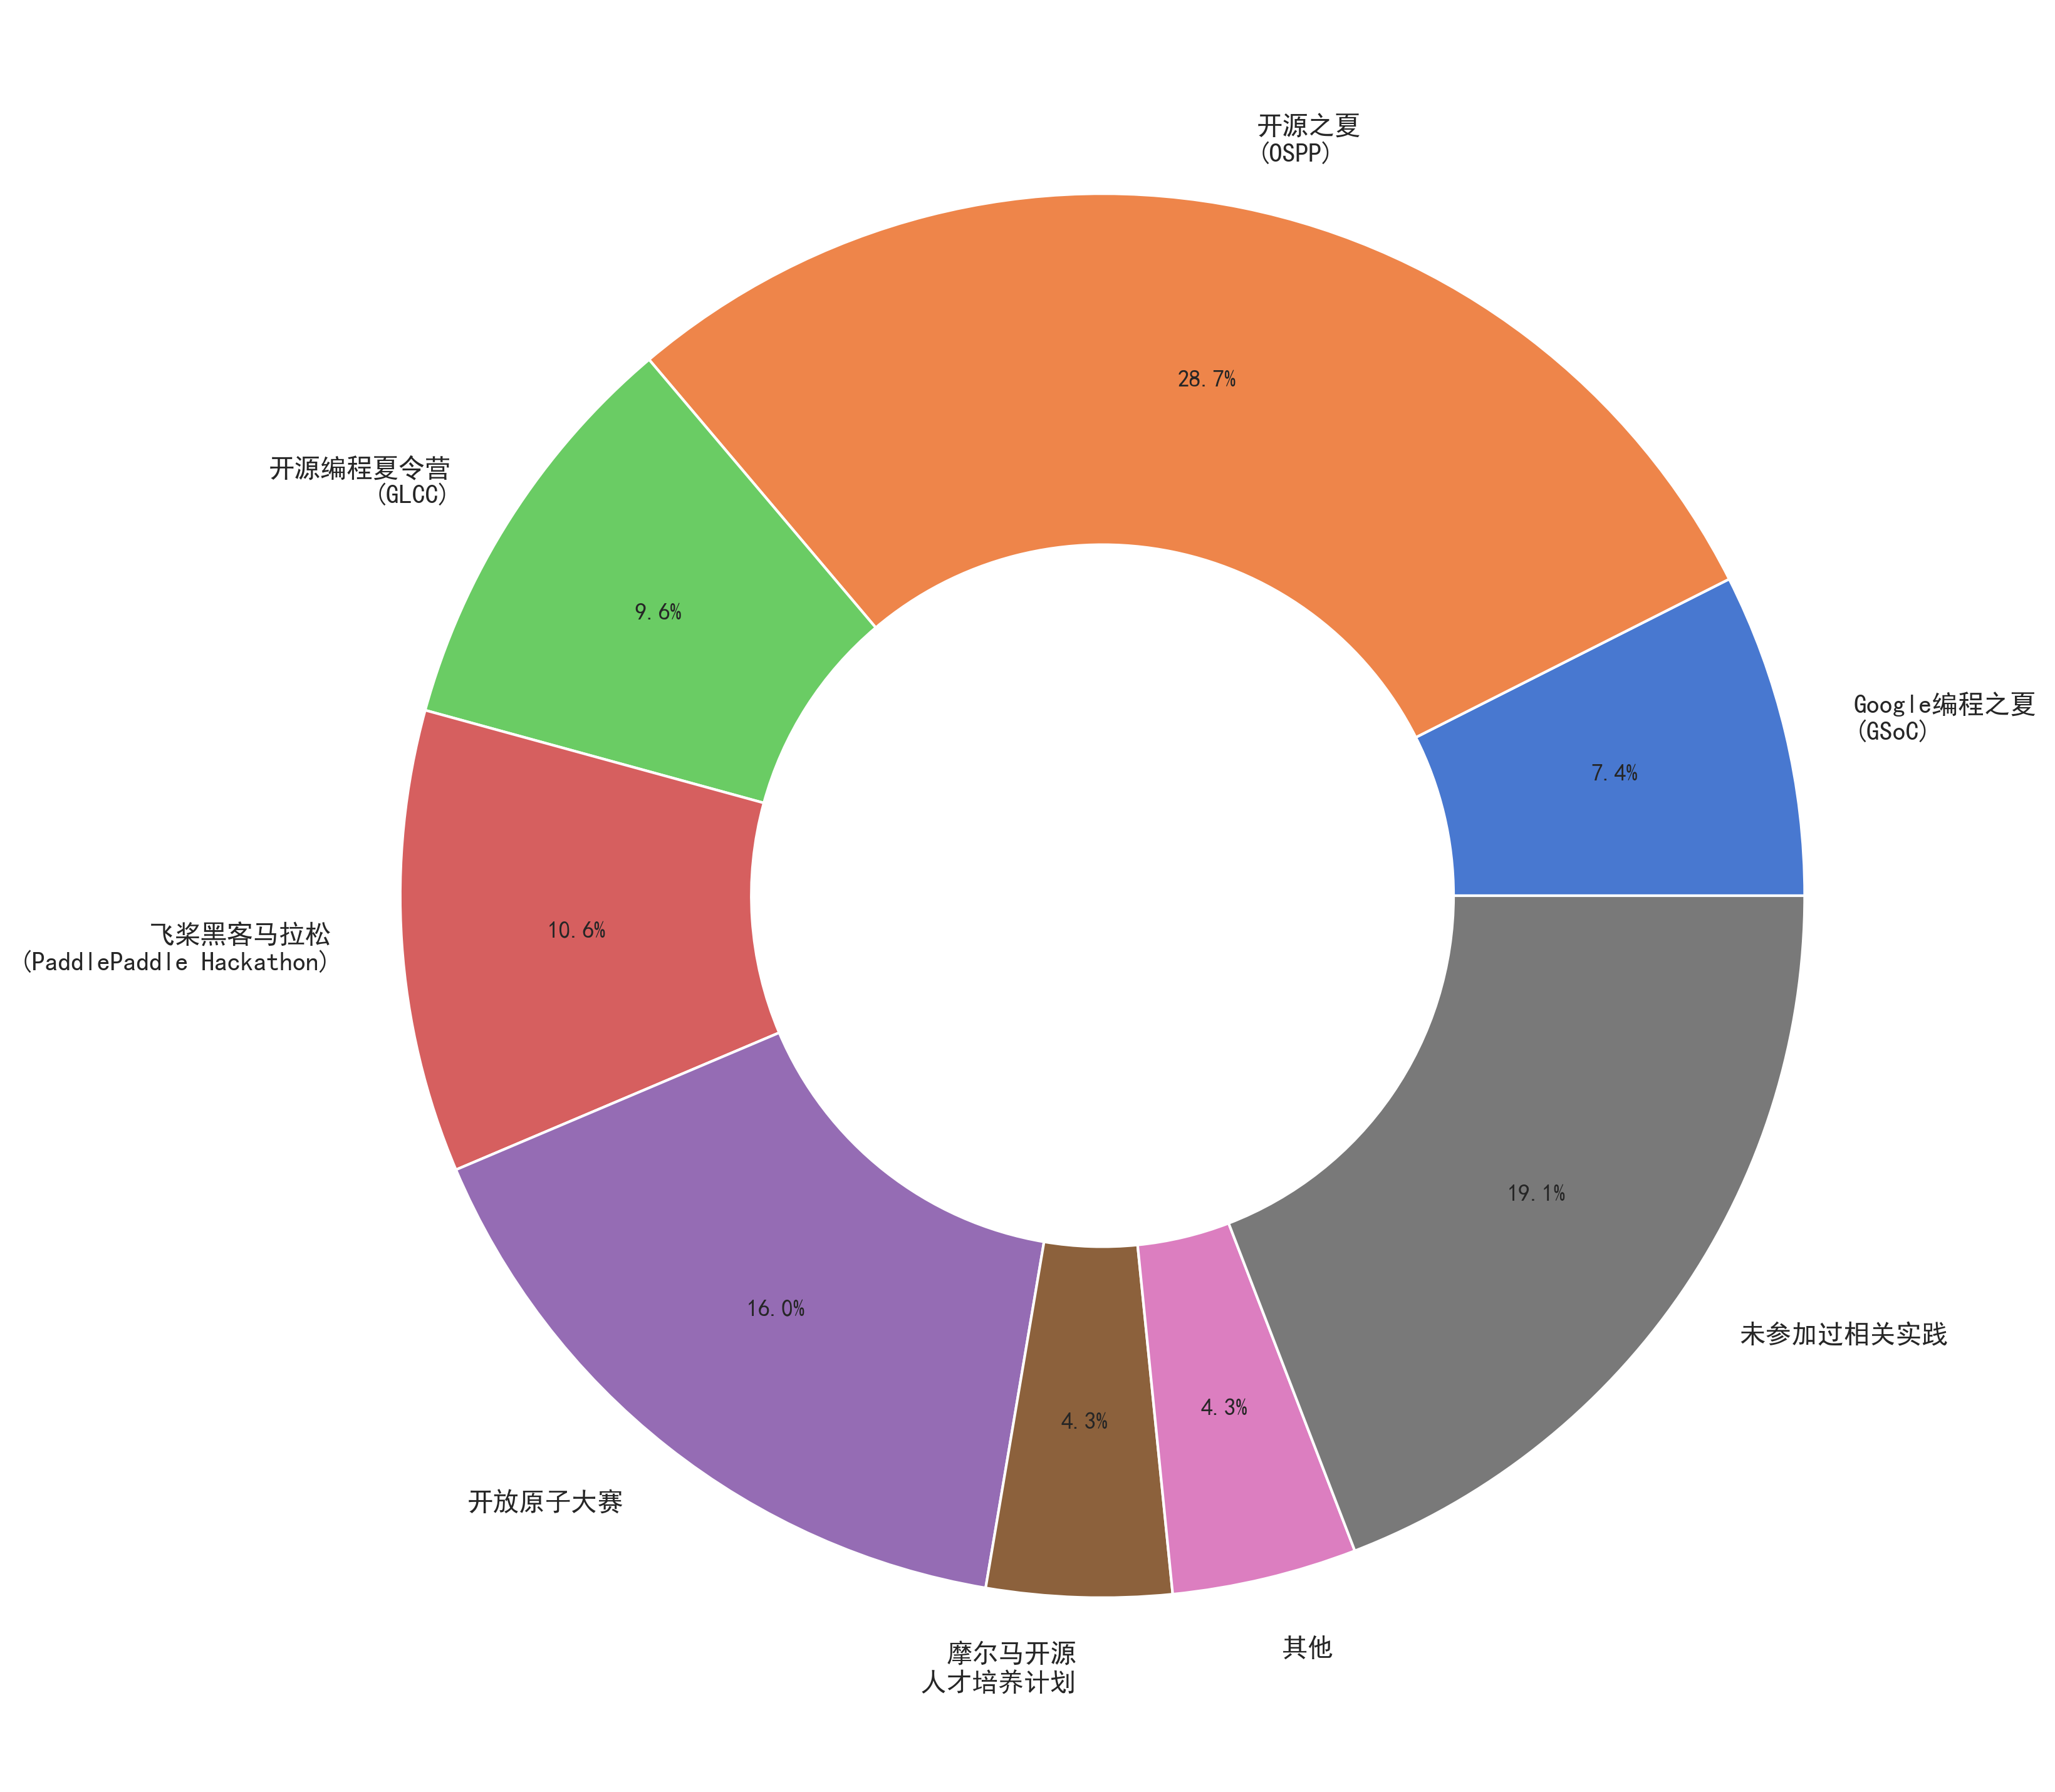 开源之夏
(OSPP)
28.7%
开源编程夏令营
(GLCC)
9.6%
Google编程之夏
(GSoC)
7.4%
飞桨黑客马拉松
(PaddlePaddle Hackathon)
10.6%
19.1%
16.0%
未参加过相关实践
4.3%
4.3%
开放原子大赛
摩尔马开源
人才培养计划
其他